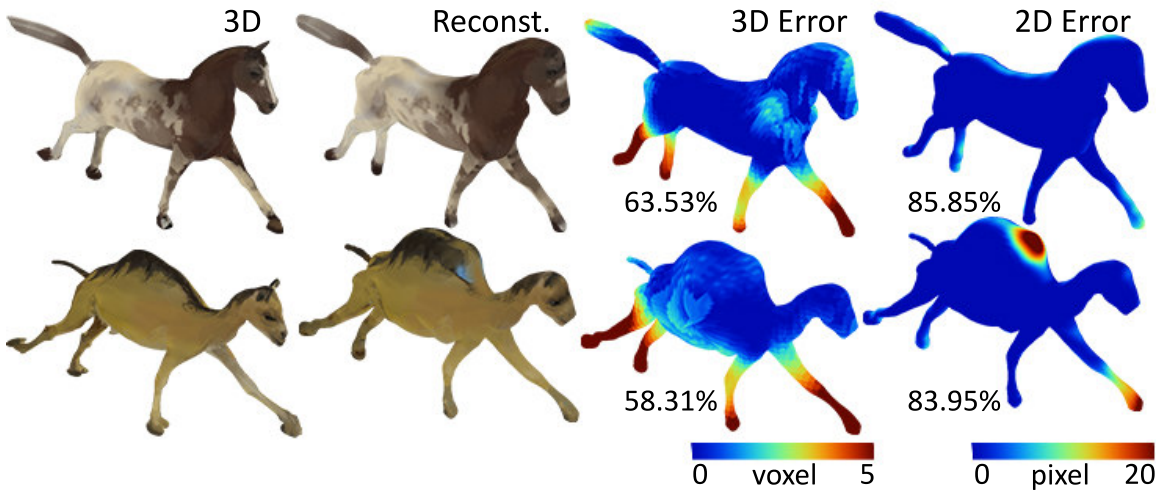 3D Reconst. 3D Error 2D Error
63.53% 85.85%
58.31% 83.95%
0 voxel 5 0 pixel 20